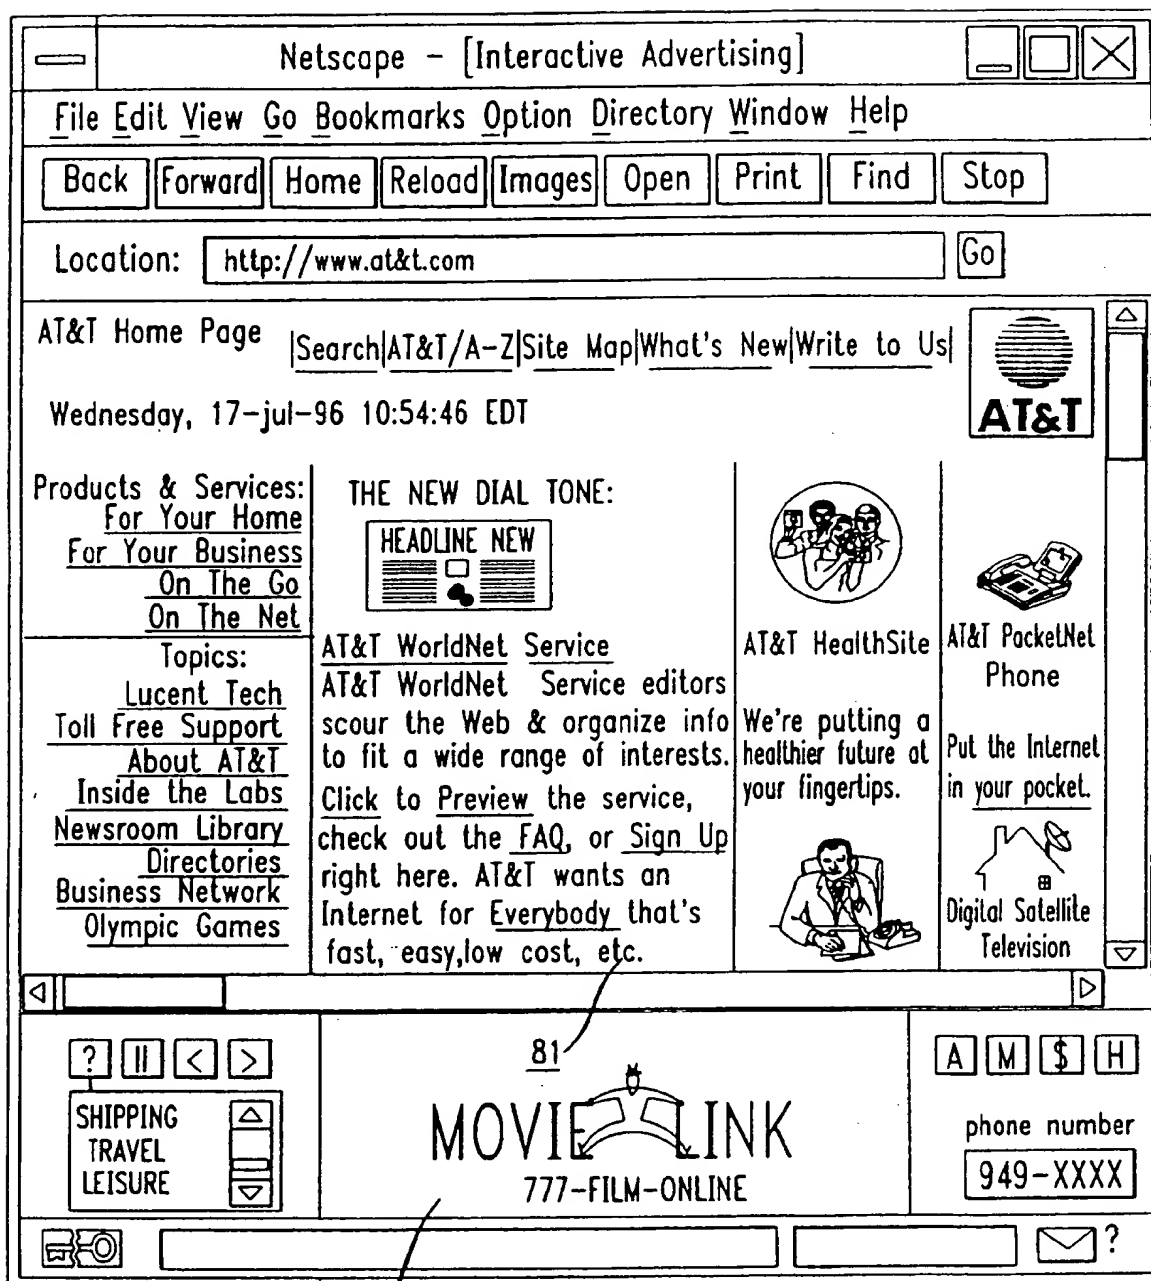 Netscape - [Interactive Advertising]
File Edit View Go Bookmarks Option Directory Window Help
Back Forward Home Reload Images Open Print Find Stop
Location: http://www.at&t.com Go
AT&T Home Page |Search|AT&T/A-Z|Site Map|What's New|Write to Us|
AT&T
Wednesday, 17-jul-96 10:54:46 EDT
Products & Services:
For Your Home
For Your Business
On The Go
On The Net
Topics:
Lucent Tech
Toll Free Support
About AT&T
Inside the Labs
Newsroom Library
Directories
Business Network
Olympic Games
THE NEW DIAL TONE:
HEADLINE NEW
AT&T WorldNet Service
AT&T WorldNet Service editors
scour the Web & organize info
to fit a wide range of interests.
Click to Preview the service,
check out the FAQ, or Sign Up
right here. AT&T wants an
Internet for Everybody that's
fast, easy,low cost, etc.
AT&T HealthSite
We're putting a
healthier future at
your fingertips.
AT&T PocketNet
Phone
Put the Internet
in your pocket.
Digital Satellite
Television
? || < >
SHIPPING
TRAVEL
LEISURE
81
MOVIE LINK
777-FILM-ONLINE
A M $ H
phone number
949-XXXX
?